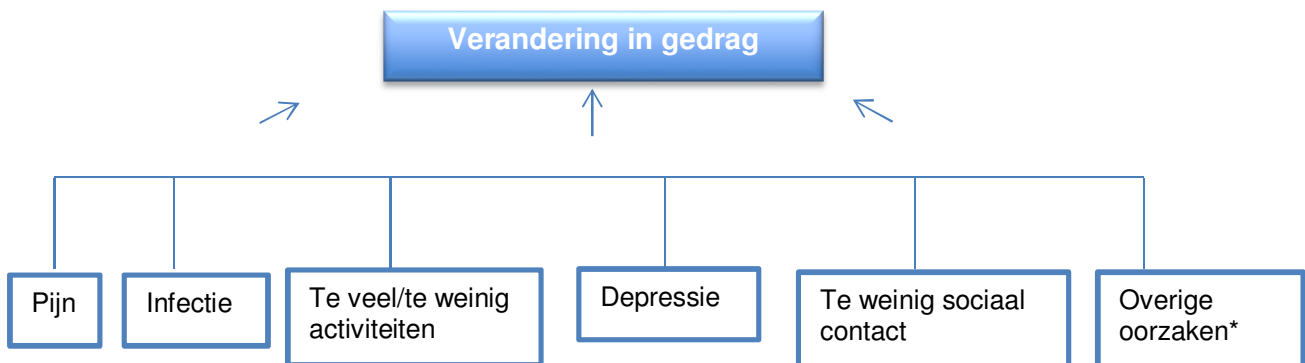 Verandering in gedrag
Pijn
Infectie
Te veel/te weinig
activiteiten
Depressie
Te weinig sociaal
contact
Overige
oorzaken*